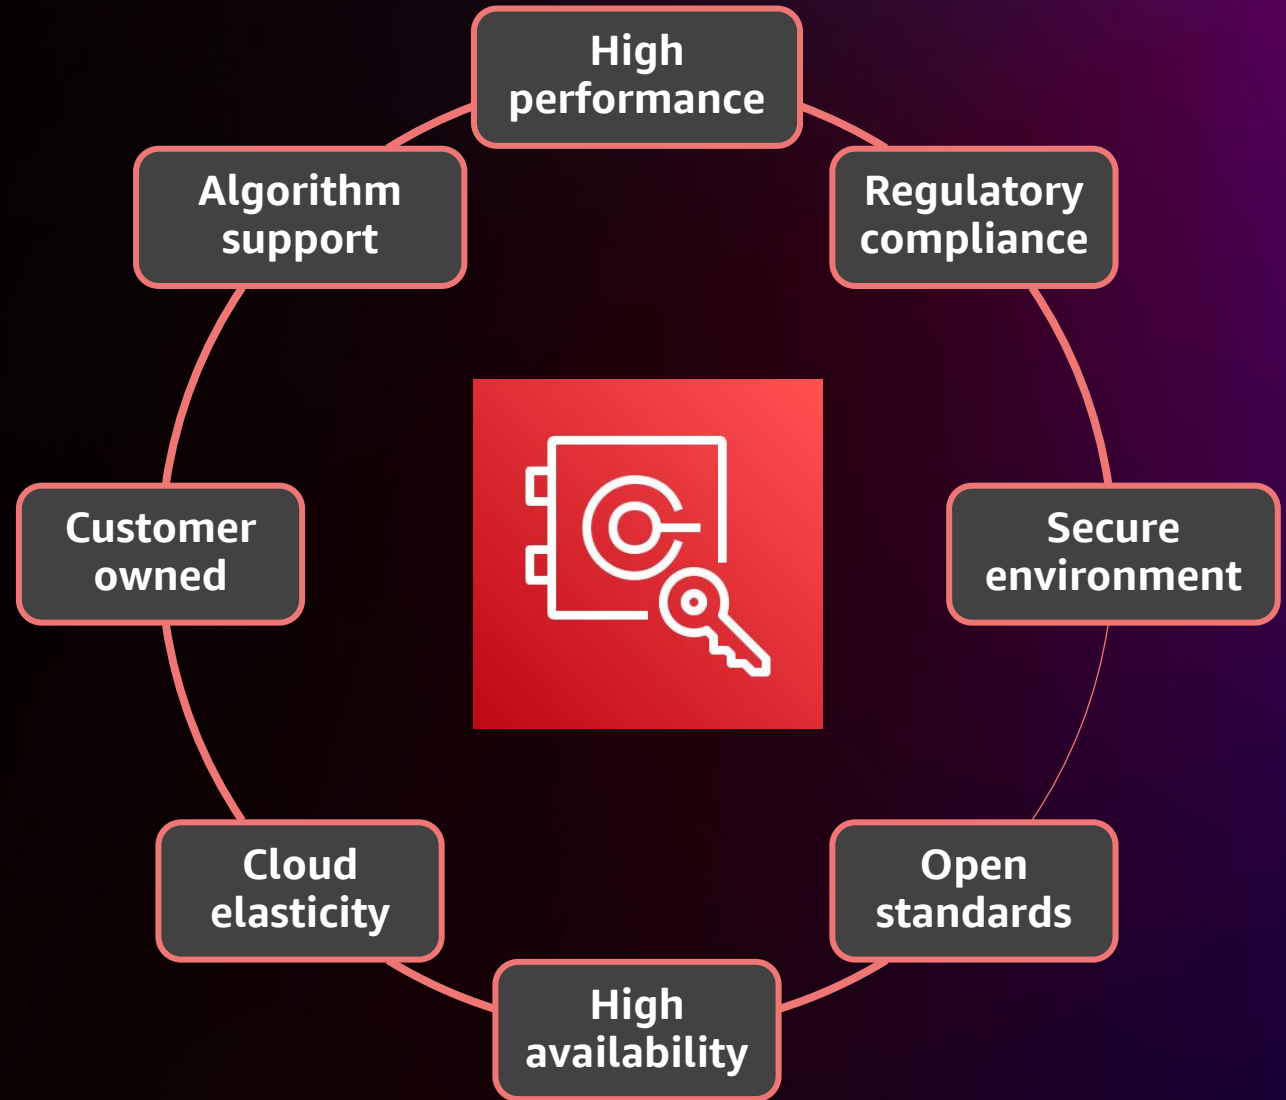 High
performance
Regulatory
compliance
Secure
environment
Open
standards
High
availability
Cloud
elasticity
Customer
owned
Algorithm
support